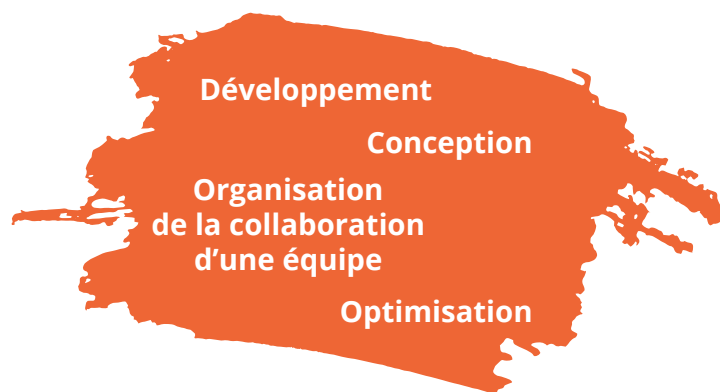 Développement
Conception
Organisation
de la collaboration
d’une équipe
Optimisation